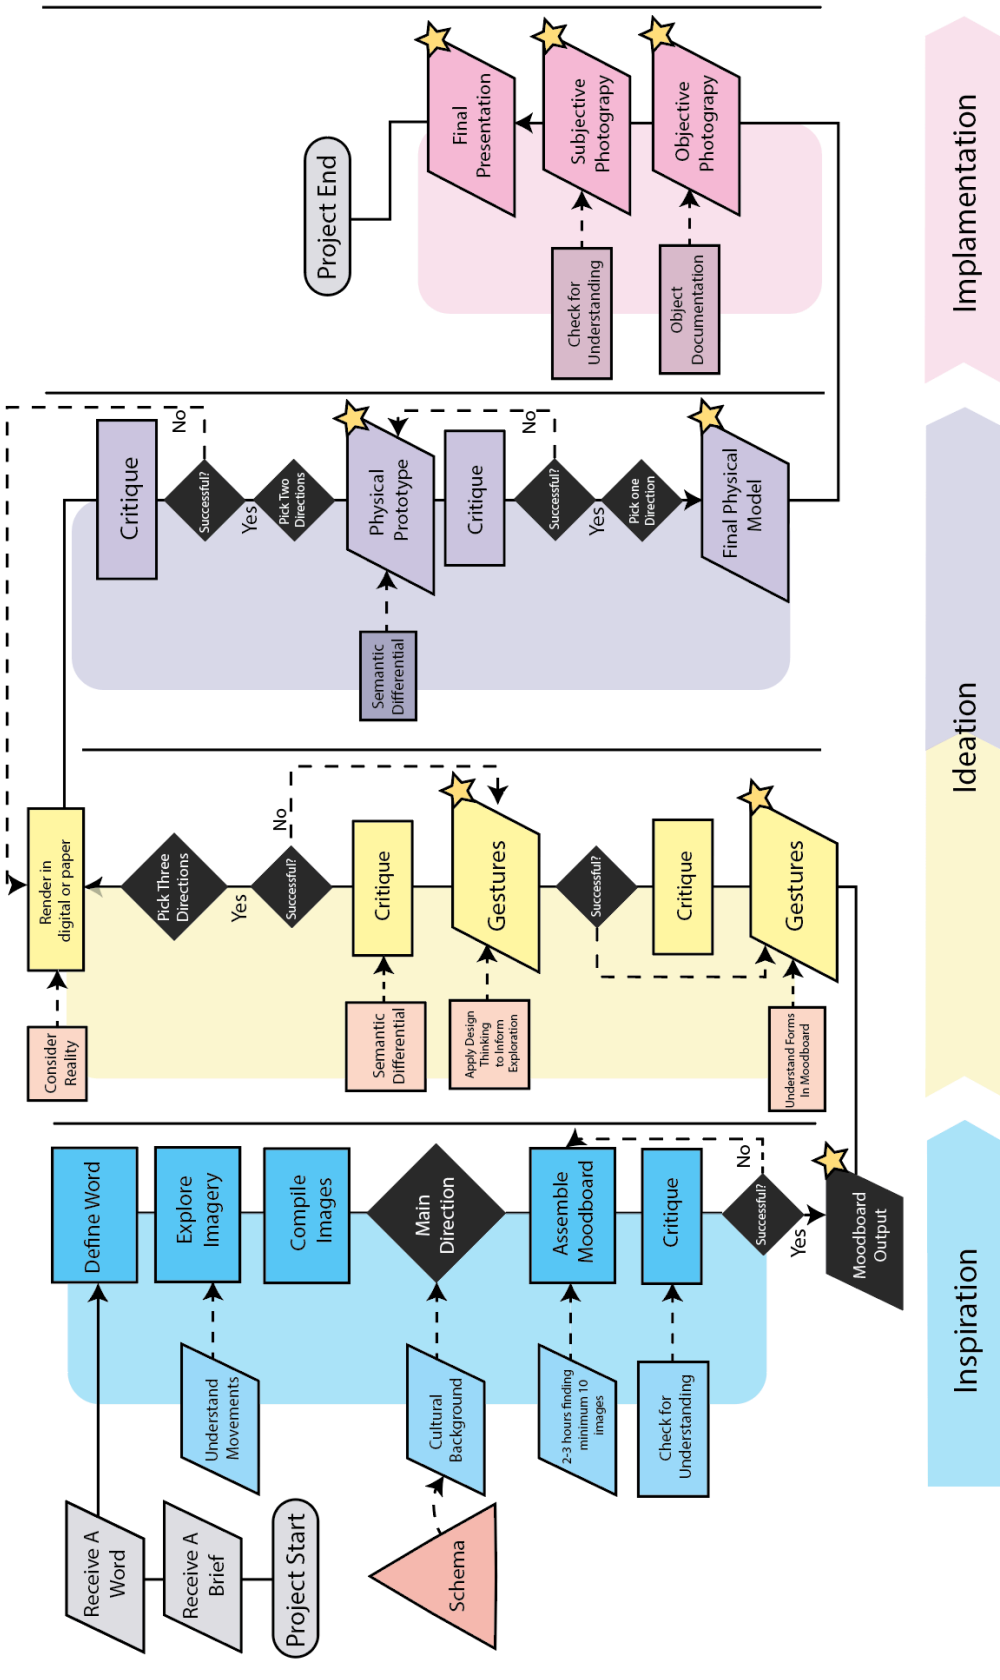 Project Start
Receive A
Brief
Receive A
Word
Define Word
Explore
Imagery
Understand
Movements
Compile
Images
Main
Direction
Cultural
Background
Schema
Assemble
Moodboard
2-3 hours finding
minimum 10
images
Critique
Check for
Understanding
Successful?
No
Yes
Moodboard
Output
Inspiration
Gestures
Understand Forms
In Moodboard
Critique
Successful?
Gestures
Apply Design
Thinking
to Inform
Exploration
Critique
Semantic
Differential
Successful?
No
Yes
Pick Three
Directions
Render in
digital or paper
Consider
Reality
Ideation
Critique
Successful?
No
Yes
Pick Two
Directions
Physical
Prototype
Semantic
Differential
Critique
Successful?
No
Yes
Pick one
Direction
Final Physical
Model
Objective
Photograpy
Object
Documentation
Subjective
Photograpy
Check for
Understanding
Final
Presentation
Project End
Implamentation